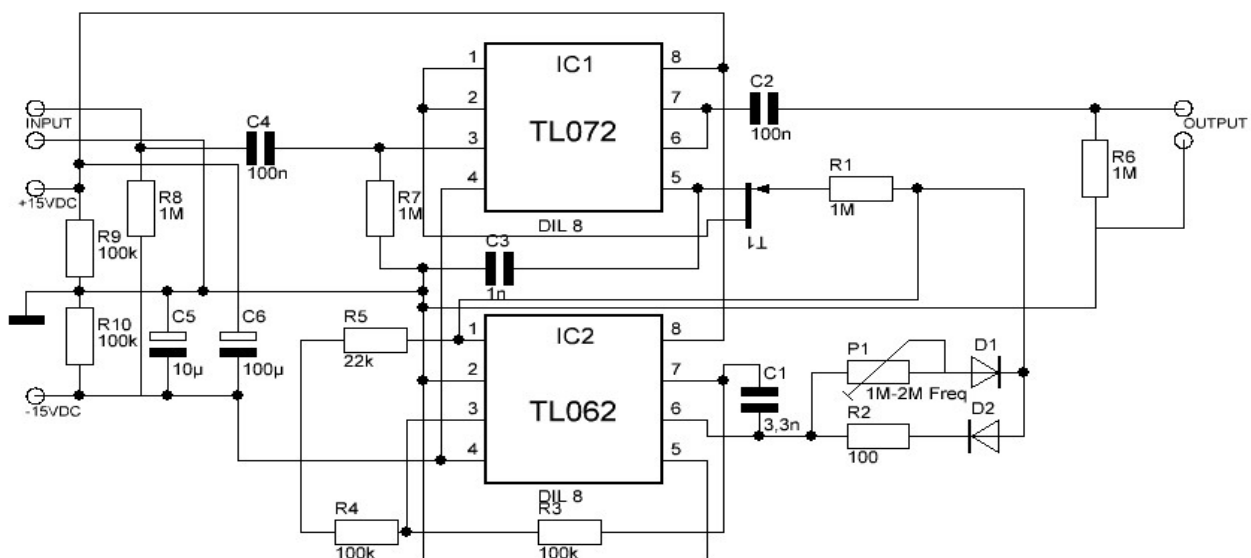 INPUT
+15VDC
-15VDC
R9
100k
R10
100k
R8
1M
C5
10µ
C6
100µ
C4
100n
R7
1M
1
2
3
4
IC1
TL072
DIL 8
8
7
6
5
C2
100n
R1
1M
T1
R6
1M
OUTPUT
C3
1n
R5
22k
1
2
3
4
IC2
TL062
DIL 8
8
7
6
5
C1
3,3n
P1
1M-2M Freq
D1
R2
100
D2
R4
100k
R3
100k